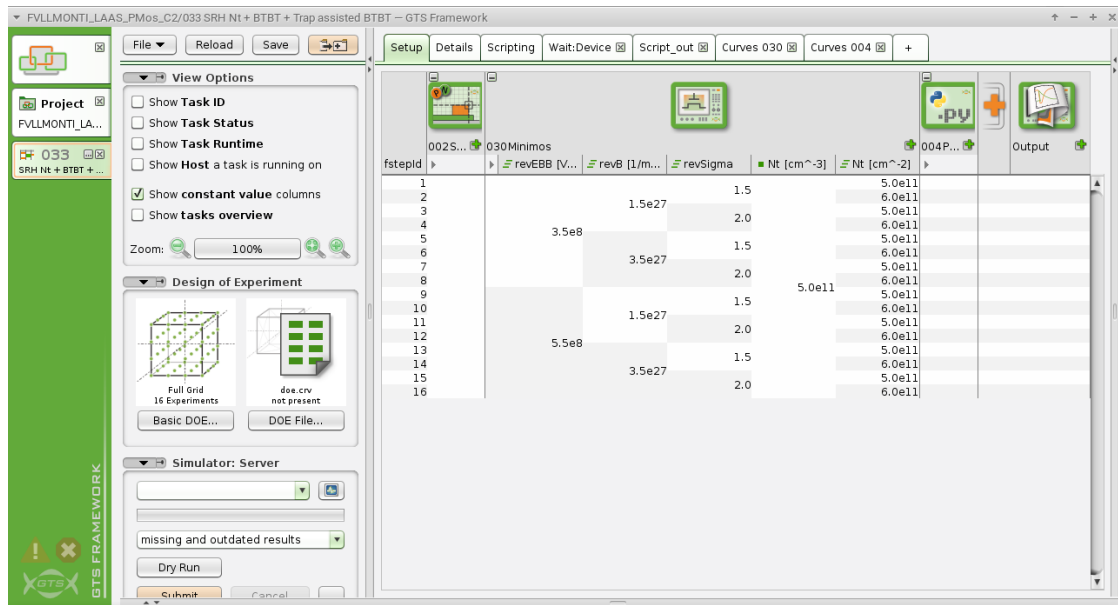 FVLLMONTI_LAAS_PMos_C2/033 SRH Nt + BTBT + Trap assisted BTBT — GTS Framework
Project
FVLLMONTI_LA...
033
SRH Nt + BTBT + ...
GTS FRAMEWORK
GTS
File
Reload
Save
View Options
Show Task ID
Show Task Status
Show Task Runtime
Show Host a task is running on
Show constant value columns
Show tasks overview
Zoom:
100%
Design of Experiment
Full Grid
16 Experiments
doe.crv
not present
Basic DOE...
DOE File...
Simulator: Server
missing and outdated results
Dry Run
Submit
Cancel
Setup
Details
Scripting
Wait:Device
Script_out
Curves 030
Curves 004
+
PN
.py
002S...
030Minimos
004P...
Output
fstepId
revEBB [V...
revB [1/m...
revSigma
Nt [cm^-3]
Nt [cm^-2]
1 5.0e11
1.5
2 6.0e11
1.5e27
3 5.0e11
2.0
4 6.0e11
3.5e8
5 5.0e11
1.5
6 6.0e11
3.5e27
7 5.0e11
2.0
8 6.0e11
5.0e11
9 5.0e11
1.5
10 6.0e11
1.5e27
11 5.0e11
2.0
12 6.0e11
5.5e8
13 5.0e11
1.5
14 6.0e11
3.5e27
15 5.0e11
2.0
16 6.0e11